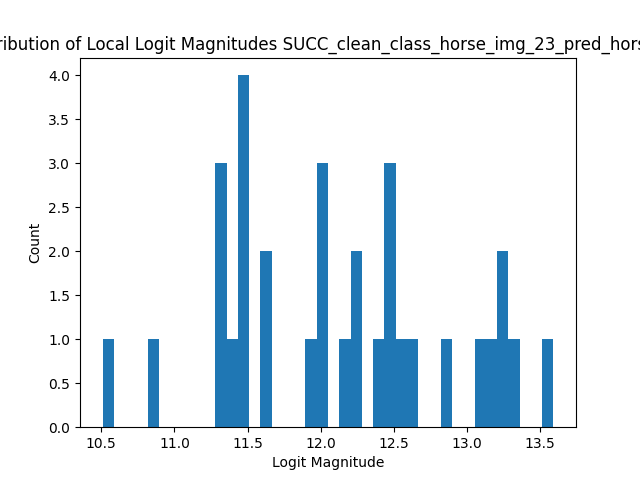 ribution of Local Logit Magnitudes SUCC_clean_class_horse_img_23_pred_hors
4.0
3.5
3.0
2.5
2.0
1.5
1.0
0.5
0.0
Count
10.5 11.0 11.5 12.0 12.5 13.0 13.5
Logit Magnitude